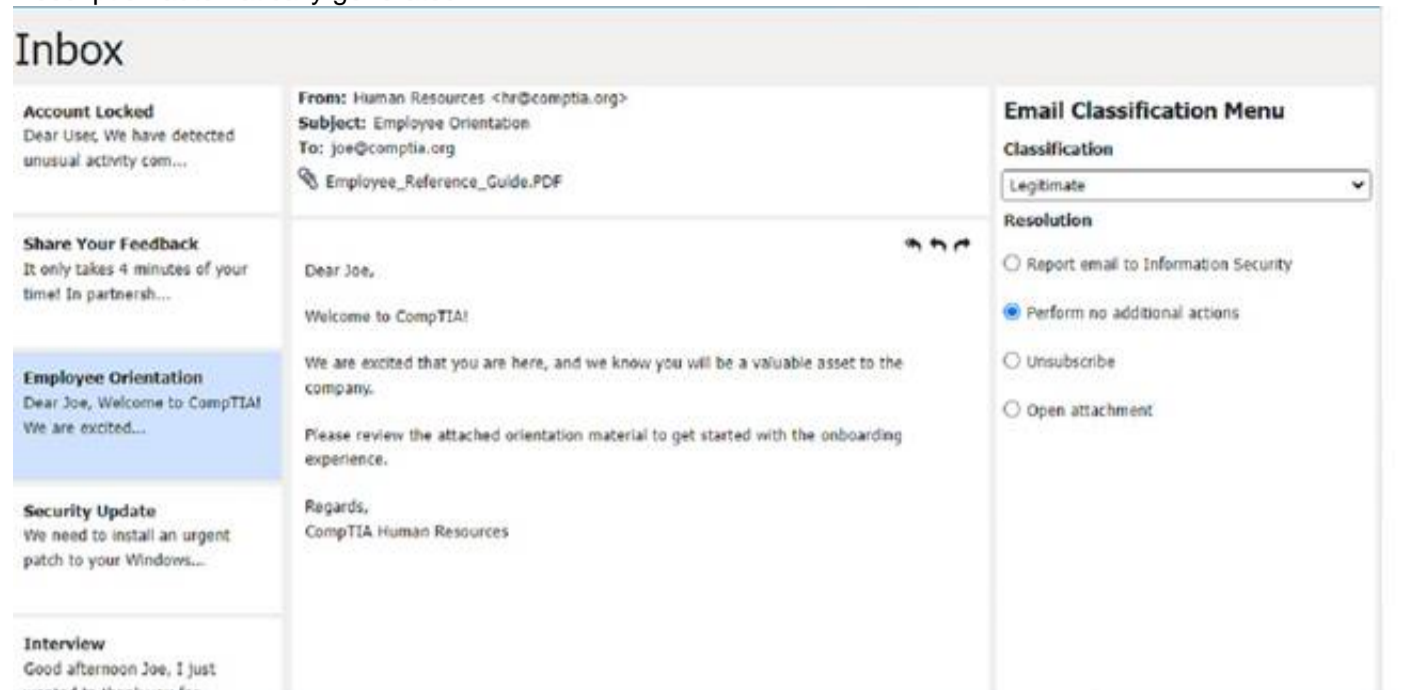 Inbox
Account Locked
Dear User, We have detected
unusual activity com...
Share Your Feedback
It only takes 4 minutes of your
time! In partnersh...
Employee Orientation
Dear Joe, Welcome to CompTIA!
We are excited...
Security Update
We need to install an urgent
patch to your Windows...
Interview
Good afternoon Joe, I just
From: Human Resources <hr@comptia.org>
Subject: Employee Orientation
To: joe@comptia.org
Employee_Reference_Guide.PDF
Dear Joe,
Welcome to CompTIA!
We are excited that you are here, and we know you will be a valuable asset to the
company.
Please review the attached orientation material to get started with the onboarding
experience.
Regards,
CompTIA Human Resources
Email Classification Menu
Classification
Legitimate
Resolution
Report email to Information Security
Perform no additional actions
Unsubscribe
Open attachment